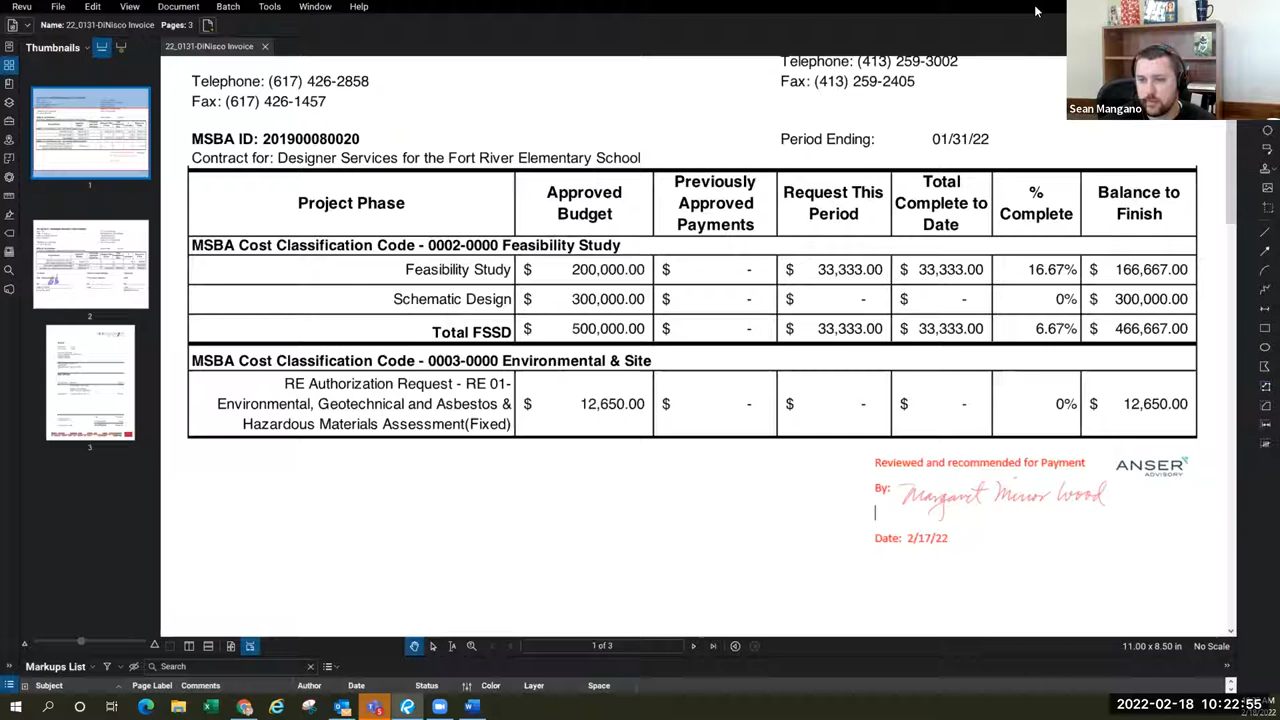 Revu File Edit View Document Batch Tools Window Help
Name: 22_0131-DiNisco Invoice Pages: 3
Thumbnails
22_0131-DiNisco Invoice
Telephone: (617) 426-2858
Fax: (617) 426-1457
Telephone: (413) 259-3002
Fax: (413) 259-2405
Sean Mangano
Period Ending: 01/31/22
Contract for: Designer Services for the Fort River Elementary School
Project Phase Approved Budget Previously Approved Payments Request This Period Total Complete to Date % Complete Balance to Finish
MSBA Cost classification Code - 0002-0000 Feasibility Study
Feasibility Study $ 200,000.00 $ $ 33,333.00 $ 33,333.00 16.67% $ 166,667.00
Schematic Design $ 300,000.00 $ - $ - $ - 0% $ 300,000.00
Total FSSD $ 500,000.00 $ - $ 33,333.00 $ 33,333.00 6.67% $ 466,667.00
MSBA Cost Classification Code - 0003-0000 Environmental & Site
RE Authorization Request - RE 01
Environmental, Geotechnical and Asbestos & $ 12,650.00 $ - $ - $ - 0% $ 12,650.00
Hazardous Materials Assessment(Fixed)
Reviewed and recommended for Payment
ANSER
ADVISORY
By: Margaret Minor Wood
Date: 2/17/22
1
2
3
1 of 3
11.00 x 8.50 in No Scale
Markups List Search
Subject Page Label Comments Author Date Status Color Layer Space
2022-02-18 10:22:55